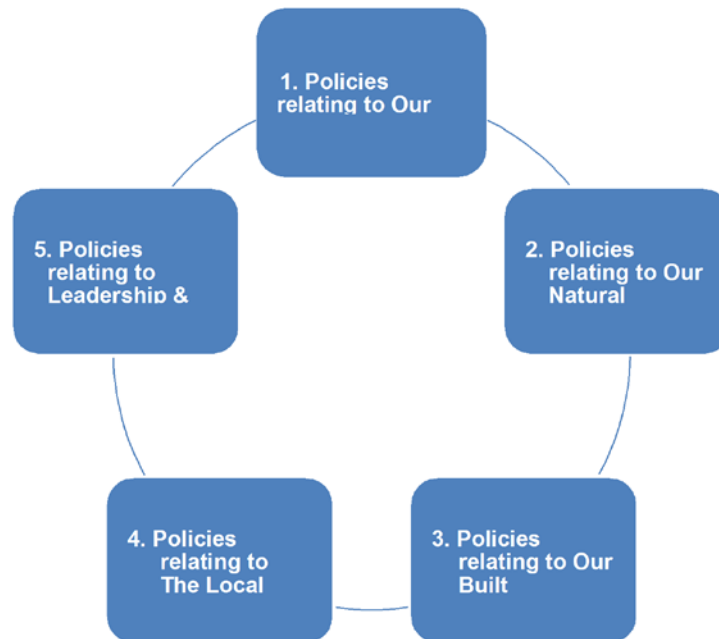 1. Policies
relating to Our
2. Policies
relating to Our
Natural
3. Policies
relating to Our
Built
4. Policies
relating to
The Local
5. Policies
relating to
Leadership &